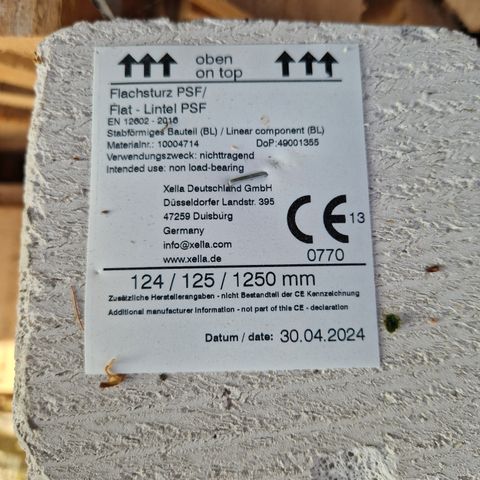 oben
on top
Flachsturz PSF/
Flat - Lintel PSF
EN 12602 - 2016
Stabförmiges Bauteil (BL) / Linear component (BL)
Materialnr.: 10004714 DoP:49001355
Verwendungszweck: nichttragend
Intended use: non load-bearing
Xella Deutschland GmbH
Düsseldorfer Landstr. 395
47259 Duisburg
Germany
info@xella.com
www.xella.de
CE 13
0770
124 / 125 / 1250 mm
Zusätzliche Herstellerangaben - nicht Bestandteil der CE Kennzeichnung
Additional manufacturer information - not part of this CE - declaration
Datum / date: 30.04.2024